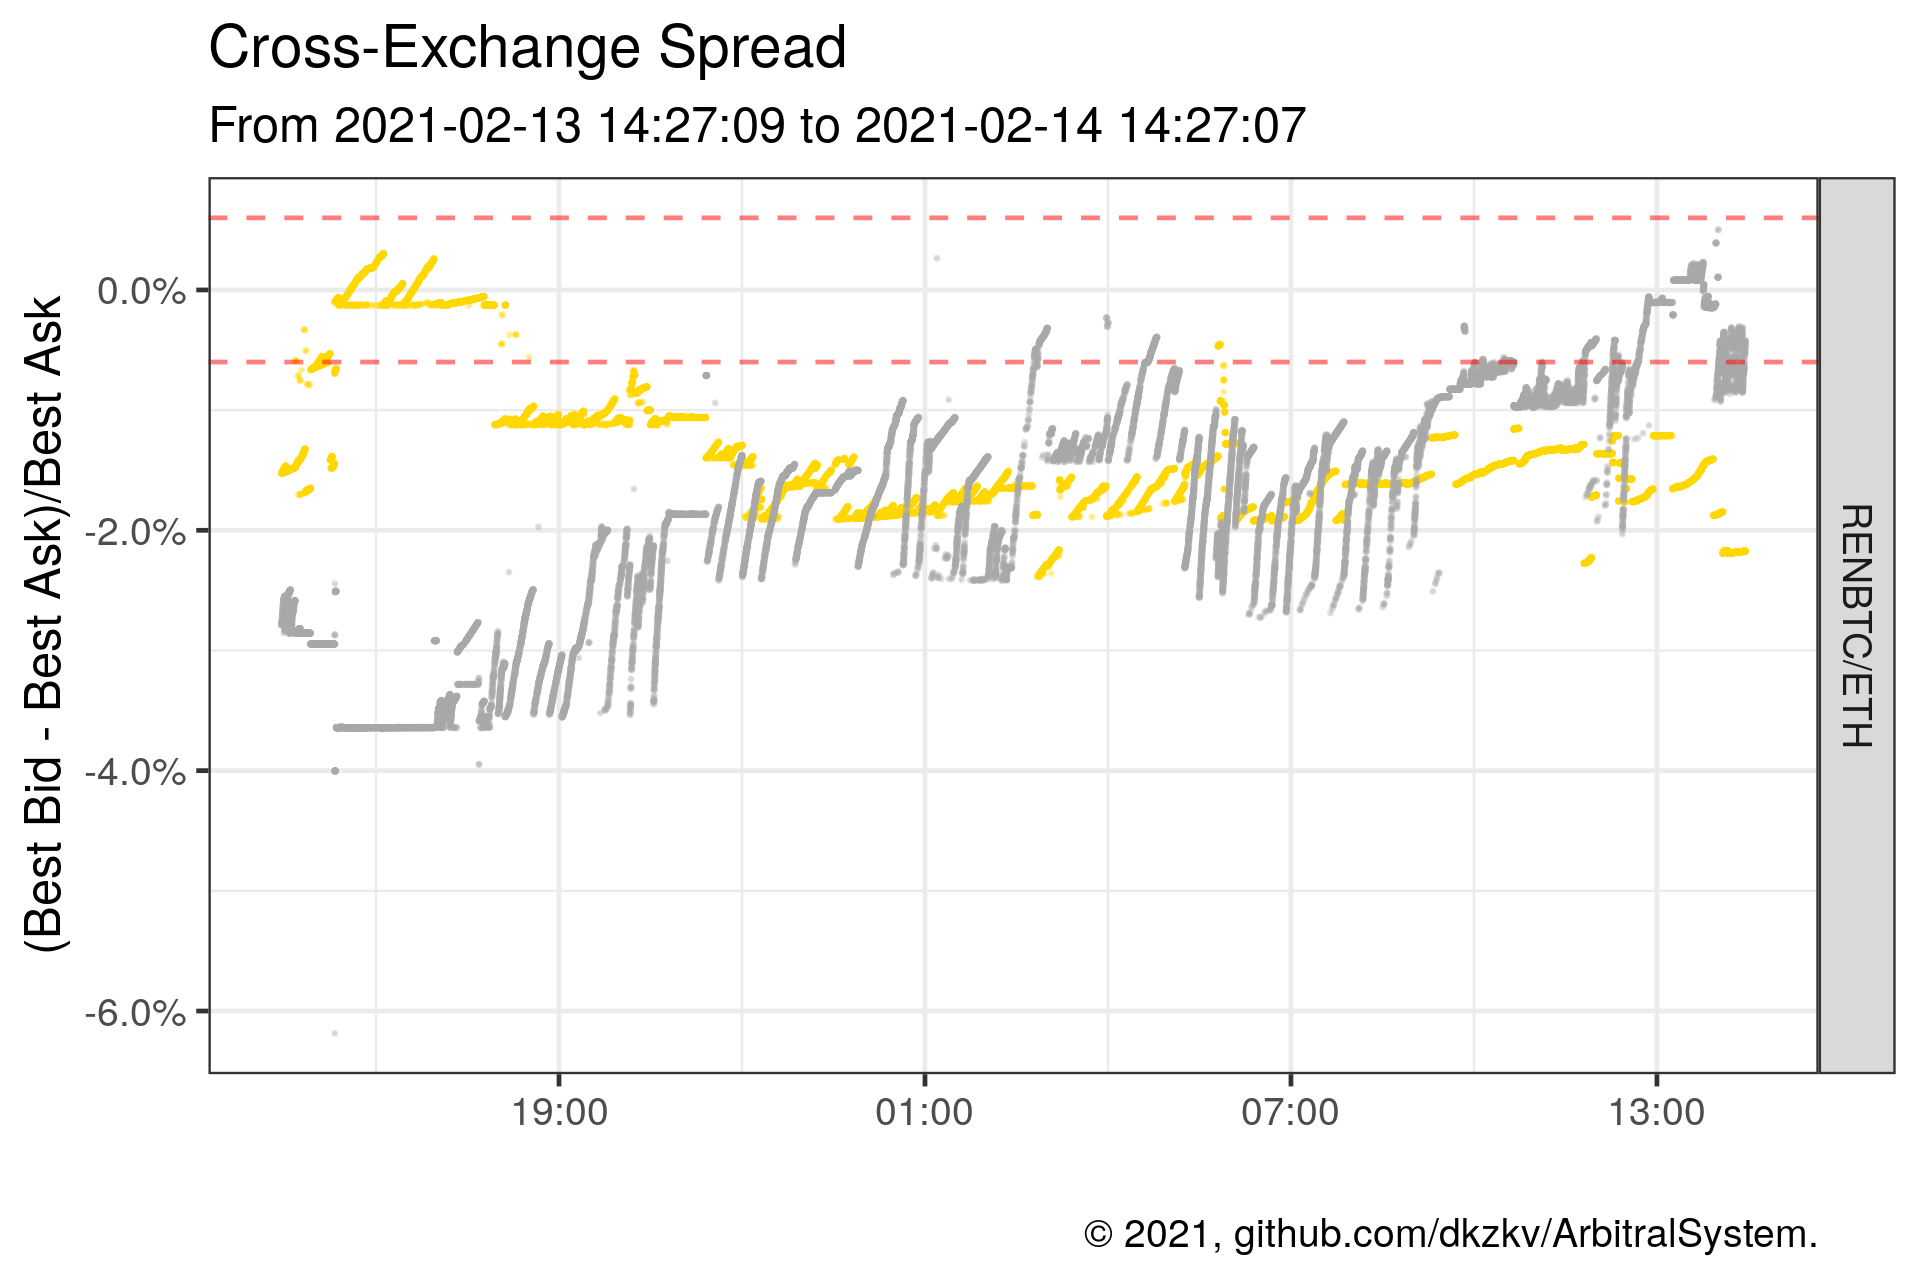 Cross-Exchange Spread
From 2021-02-13 14:27:09 to 2021-02-14 14:27:07
(Best Bid - Best Ask)/Best Ask
0.0%
-2.0%
-4.0%
-6.0%
RENBTC/ETH
19:00
01:00
07:00
13:00
© 2021, github.com/dkzkv/ArbitralSystem.